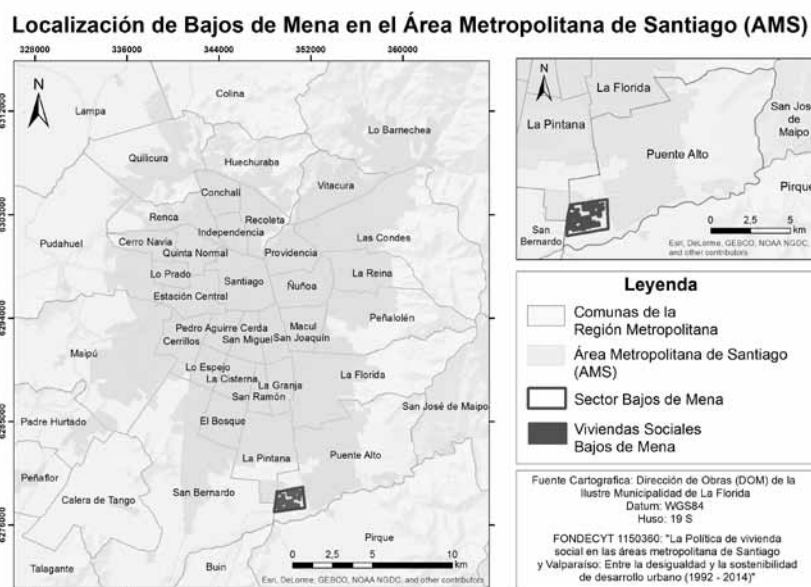 Localización de Bajos de Mena en el Área Metropolitana de Santiago (AMS)
328000 336000 344000 352000 360000
6312000
6303000
6294000
6285000
6276000
N
Colina
Lampa
Lo Barnechea
Quilicura
Huechuraba
Conchalí
Vitacura
Renca
Recoleta
Independencia
Pudahuel
Cerro Navia
Las Condes
Quinta Normal
Providencia
Lo Prado
Santiago
Ñuñoa
La Reina
Estación Central
Peñalolén
Pedro Aguirre Cerda
Macul
Cerrillos
San Miguel
San Joaquín
Maipú
Lo Espejo
La Cisterna
La Granja
La Florida
San Ramón
San José de Maipo
Padre Hurtado
El Bosque
La Pintana
Puente Alto
Peñaflor
Calera de Tango
San Bernardo
Pirque
Talagante
Buin
0 2,5 5 10
km
Esri, DeLorme, GEBCO, NOAA NGDC, and other contributors
N
La Florida
La Pintana
San José
de
Maipo
Puente Alto
Pirque
San
Bernardo
0 2,5 5
km
Esri, DeLorme, GEBCO, NOAA NGDC,
and other contributors
Leyenda
Comunas de la
Región Metropolitana
Área Metropolitana de Santiago
(AMS)
Sector Bajos de Mena
Viviendas Sociales
Bajos de Mena
Fuente Cartografica: Dirección de Obras (DOM) de la
Ilustre Municipalidad de La Florida
Datum: WGS84
Huso: 19 S
FONDECYT 1150360: "La Política de vivienda
social en las áreas metropolitana de Santiago
y Valparaíso: Entre la desigualdad y la sostenibilidad
de desarrollo urbano (1992 - 2014)"